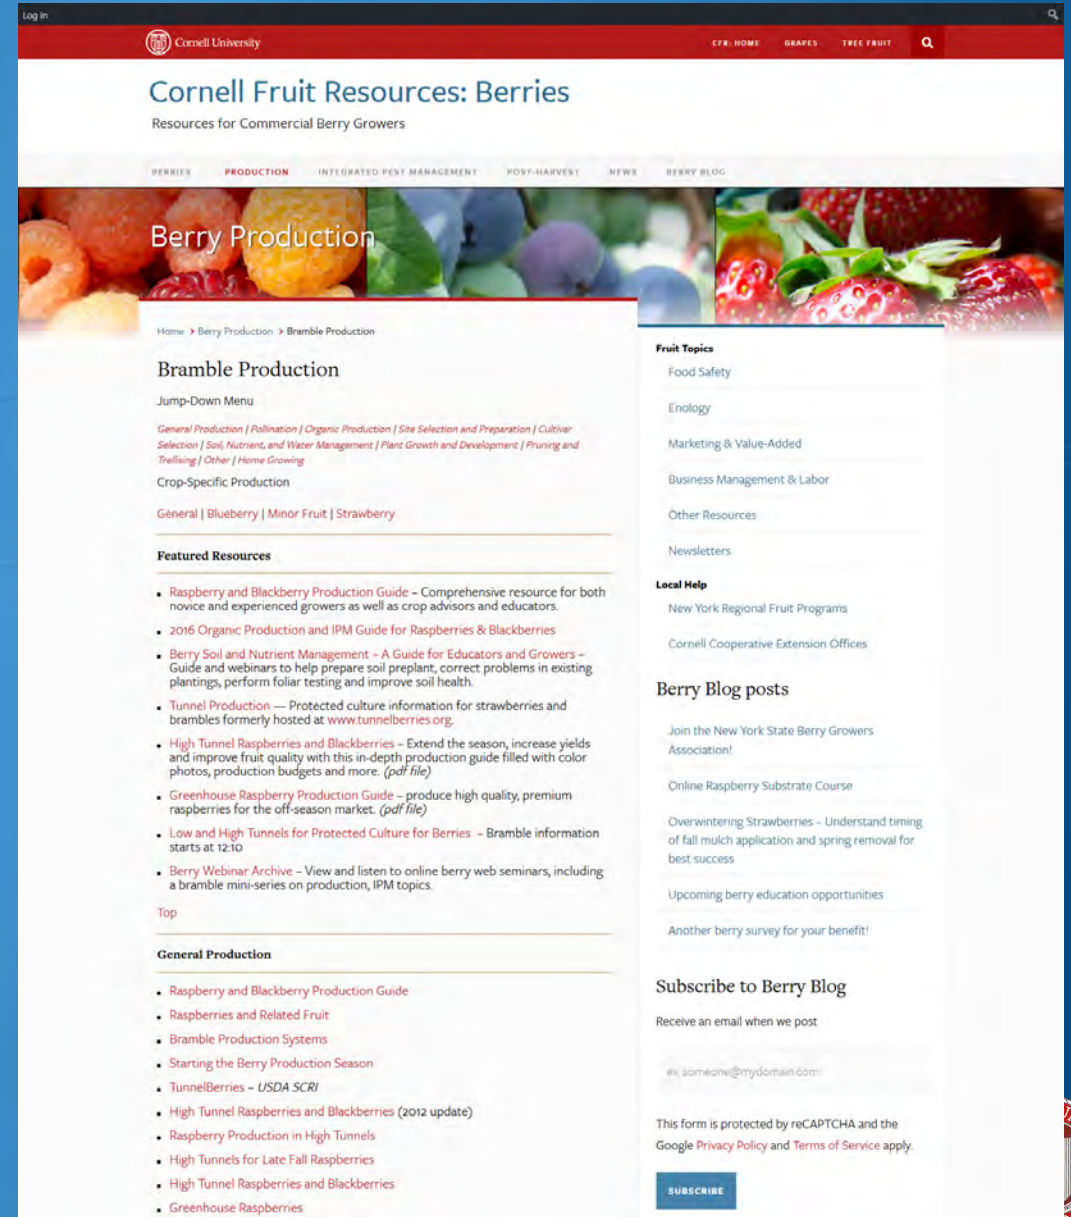 Log in
Cornell University
CFR: HOME GRAPES TREE FRUIT
Cornell Fruit Resources: Berries
Resources for Commercial Berry Growers
BERRIES PRODUCTION INTEGRATED PEST MANAGEMENT POST-HARVEST NEWS BERRY BLOG
Berry Production
Home > Berry Production > Bramble Production
Bramble Production
Jump-Down Menu
General Production | Pollination | Organic Production | Site Selection and Preparation | Cultivar
Selection | Soil, Nutrient, and Water Management | Plant Growth and Development | Pruning and
Trellising | Other | Home Growing
Crop-Specific Production
General | Blueberry | Minor Fruit | Strawberry
Featured Resources
Raspberry and Blackberry Production Guide – Comprehensive resource for both
novice and experienced growers as well as crop advisors and educators.
2016 Organic Production and IPM Guide for Raspberries & Blackberries
Berry Soil and Nutrient Management – A Guide for Educators and Growers –
Guide and webinars to help prepare soil preplant, correct problems in existing
plantings, perform foliar testing and improve soil health.
Tunnel Production — Protected culture information for strawberries and
brambles formerly hosted at www.tunnelberries.org.
High Tunnel Raspberries and Blackberries – Extend the season, increase yields
and improve fruit quality with this in-depth production guide filled with color
photos, production budgets and more. (pdf file)
Greenhouse Raspberry Production Guide – produce high quality, premium
raspberries for the off-season market. (pdf file)
Low and High Tunnels for Protected Culture for Berries – Bramble information
starts at 12:10
Berry Webinar Archive – View and listen to online berry web seminars, including
a bramble mini-series on production, IPM topics.
Top
General Production
Raspberry and Blackberry Production Guide
Raspberries and Related Fruit
Bramble Production Systems
Starting the Berry Production Season
TunnelBerries – USDA SCRI
High Tunnel Raspberries and Blackberries (2012 update)
Raspberry Production in High Tunnels
High Tunnels for Late Fall Raspberries
High Tunnel Raspberries and Blackberries
Greenhouse Raspberries
Fruit Topics
Food Safety
Enology
Marketing & Value-Added
Business Management & Labor
Other Resources
Newsletters
Local Help
New York Regional Fruit Programs
Cornell Cooperative Extension Offices
Berry Blog posts
Join the New York State Berry Growers
Association!
Online Raspberry Substrate Course
Overwintering Strawberries – Understand timing
of fall mulch application and spring removal for
best success
Upcoming berry education opportunities
Another berry survey for your benefit!
Subscribe to Berry Blog
Receive an email when we post
ex: someone@mydomain.com
This form is protected by reCAPTCHA and the
Google Privacy Policy and Terms of Service apply.
SUBSCRIBE